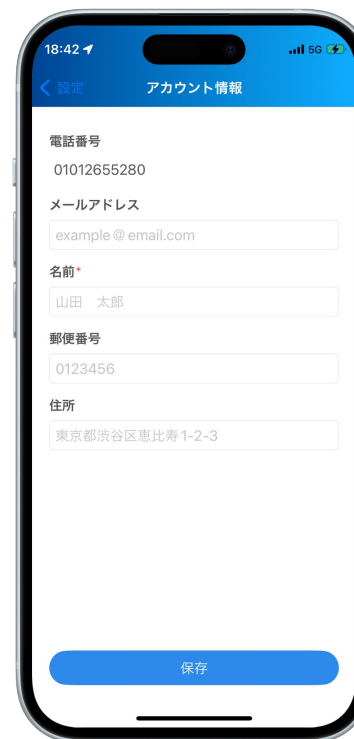 18:42
5G
設定
アカウント情報
電話番号
01012655280
メールアドレス
example@email.com
名前*
山田　太郎
郵便番号
0123456
住所
東京都渋谷区恵比寿1-2-3
保存